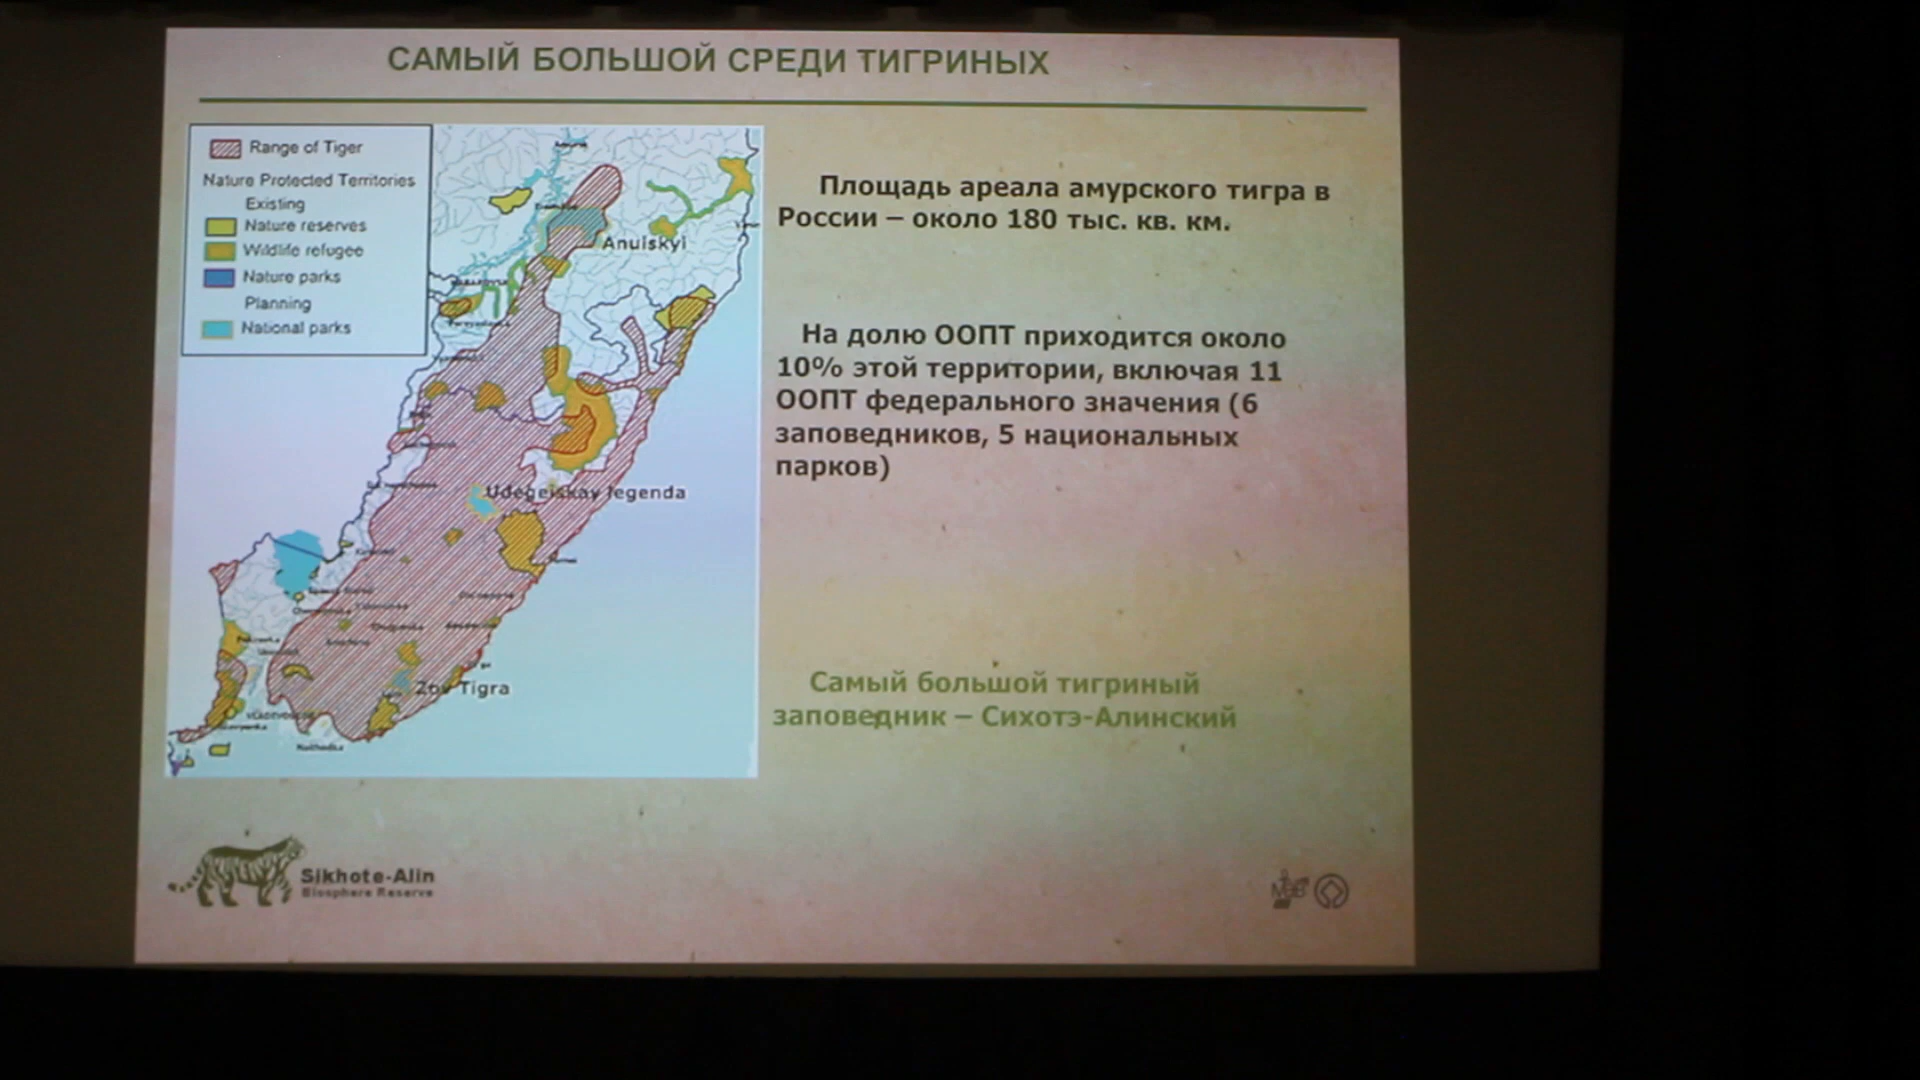 САМЫЙ БОЛЬШОЙ СРЕДИ ТИГРИНЫХ
Range of Tiger
Nature Protected Territories
Existing
Nature reserves
Wildlife refugee
Nature parks
Planning
National parks
Anuiskyi
Udegeiskay legenda
Zov Tigra
Площадь ареала амурского тигра в
России – около 180 тыс. кв. км.
На долю ООПТ приходится около
10% этой территории, включая 11
ООПТ федерального значения (6
заповедников, 5 национальных
парков)
Самый большой тигриный
заповедник – Сихотэ-Алинский
Sikhote-Alin
Biosphere Reserve